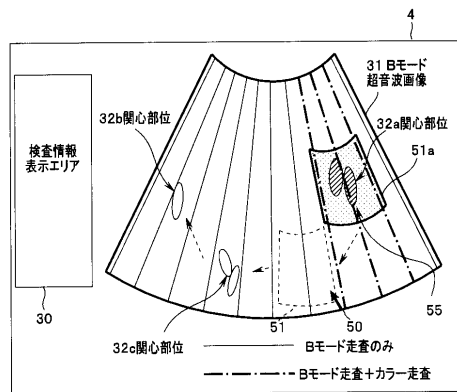 4
31 Bモード
超音波画像
32b関心部位
32a関心部位
51a
検査情報
表示エリア
30
51
50
55
32c関心部位
Bモード走査のみ
Bモード走査+カラー走査